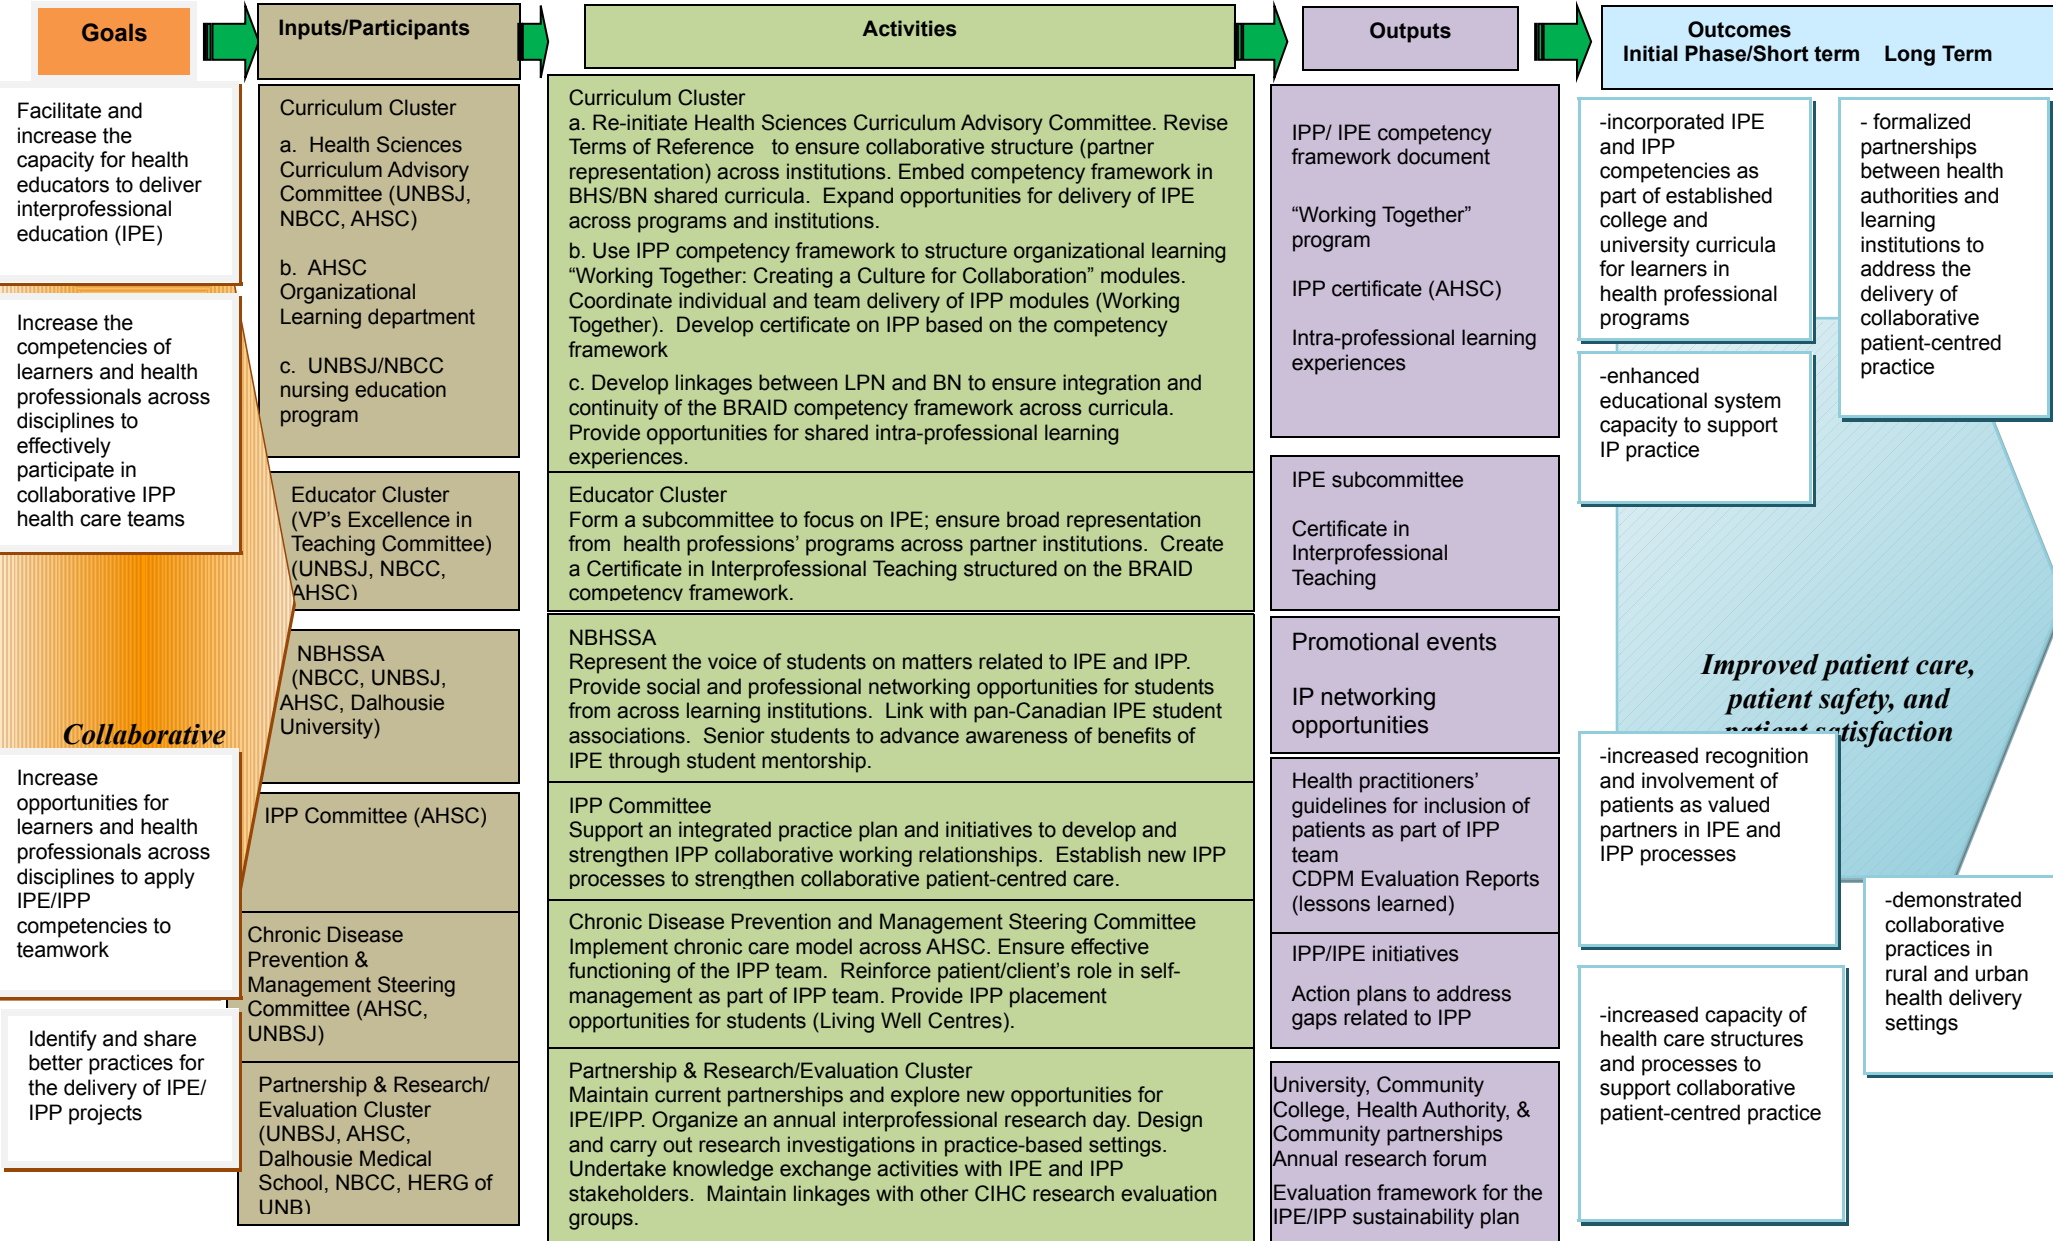 Goals
Inputs/Participants
Activities
Outputs
Outcomes
Initial Phase/Short term    Long Term
Facilitate and
increase the
capacity for health
educators to deliver
interprofessional
education (IPE)
Increase the
competencies of
learners and health
professionals across
disciplines to
effectively
participate in
collaborative IPP
health care teams
Collaborative
Increase
opportunities for
learners and health
professionals across
disciplines to apply
IPE/IPP
competencies to
teamwork
Identify and share
better practices for
the delivery of IPE/
IPP projects
Curriculum Cluster
a.  Health Sciences
Curriculum Advisory
Committee (UNBSJ,
NBCC, AHSC)
b.  AHSC
Organizational
Learning department
c.  UNBSJ/NBCC
nursing education
program
Educator Cluster
(VP's Excellence in
Teaching Committee)
(UNBSJ, NBCC,
AHSC)
NBHSSA
(NBCC, UNBSJ,
AHSC, Dalhousie
University)
IPP Committee (AHSC)
Chronic Disease
Prevention &
Management Steering
Committee (AHSC,
UNBSJ)
Partnership & Research/
Evaluation Cluster
(UNBSJ, AHSC,
Dalhousie Medical
School, NBCC, HERG of
UNB)
Curriculum Cluster
a. Re-initiate Health Sciences Curriculum Advisory Committee. Revise
Terms of Reference   to ensure collaborative structure (partner
representation) across institutions. Embed competency framework in
BHS/BN shared curricula.  Expand opportunities for delivery of IPE
across programs and institutions.
b. Use IPP competency framework to structure organizational learning
“Working Together: Creating a Culture for Collaboration” modules.
Coordinate individual and team delivery of IPP modules (Working
Together).  Develop certificate on IPP based on the competency
framework
c. Develop linkages between LPN and BN to ensure integration and
continuity of the BRAID competency framework across curricula.
Provide opportunities for shared intra-professional learning
experiences.
Educator Cluster
Form a subcommittee to focus on IPE; ensure broad representation
from  health professions’ programs across partner institutions.  Create
a Certificate in Interprofessional Teaching structured on the BRAID
competency framework.
NBHSSA
Represent the voice of students on matters related to IPE and IPP.
Provide social and professional networking opportunities for students
from across learning institutions.  Link with pan-Canadian IPE student
associations.  Senior students to advance awareness of benefits of
IPE through student mentorship.
IPP Committee
Support an integrated practice plan and initiatives to develop and
strengthen IPP collaborative working relationships.  Establish new IPP
processes to strengthen collaborative patient-centred care.
Chronic Disease Prevention and Management Steering Committee
Implement chronic care model across AHSC. Ensure effective
functioning of the IPP team.  Reinforce patient/client’s role in self-
management as part of IPP team. Provide IPP placement
opportunities for students (Living Well Centres).
Partnership & Research/Evaluation Cluster
Maintain current partnerships and explore new opportunities for
IPE/IPP. Organize an annual interprofessional research day. Design
and carry out research investigations in practice-based settings.
Undertake knowledge exchange activities with IPE and IPP
stakeholders.  Maintain linkages with other CIHC research evaluation
groups.
IPP/ IPE competency
framework document
“Working Together”
program
IPP certificate (AHSC)
Intra-professional learning
experiences
IPE subcommittee
Certificate in
Interprofessional
Teaching
Promotional events
IP networking
opportunities
Health practitioners’
guidelines for inclusion of
patients as part of IPP
team
CDPM Evaluation Reports
(lessons learned)
IPP/IPE initiatives
Action plans to address
gaps related to IPP
University, Community
College, Health Authority, &
Community partnerships
Annual research forum
Evaluation framework for the
IPE/IPP sustainability plan
-incorporated IPE
and IPP
competencies as
part of established
college and
university curricula
for learners in
health professional
programs
-enhanced
educational system
capacity to support
IP practice
- formalized
partnerships
between health
authorities and
learning
institutions to
address the
delivery of
collaborative
patient-centred
practice
Improved patient care,
patient safety, and
patient satisfaction
-increased recognition
and involvement of
patients as valued
partners in IPE and
IPP processes
-demonstrated
collaborative
practices in
rural and urban
health delivery
settings
-increased capacity of
health care structures
and processes to
support collaborative
patient-centred practice